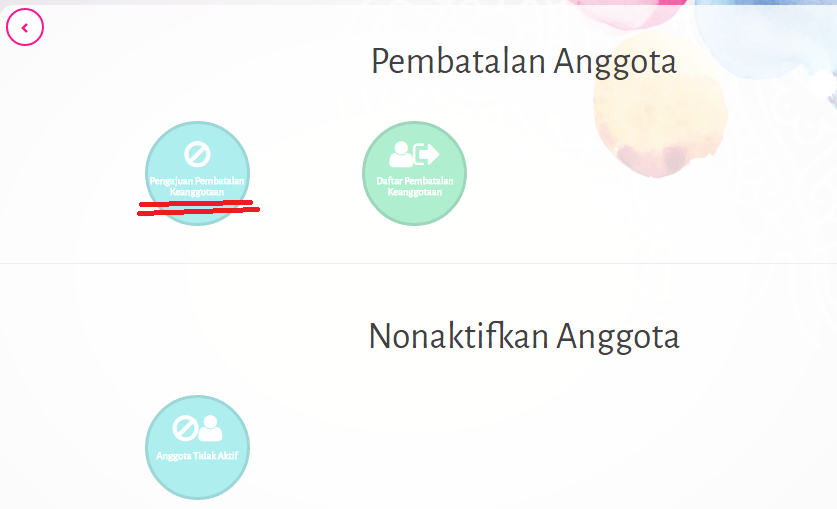 Pembatalan Anggota
Pengajuan Pembatalan
Keanggotaan
Daftar Pembatalan
Keanggotaan
Nonaktifkan Anggota
Anggota Tidak Aktif